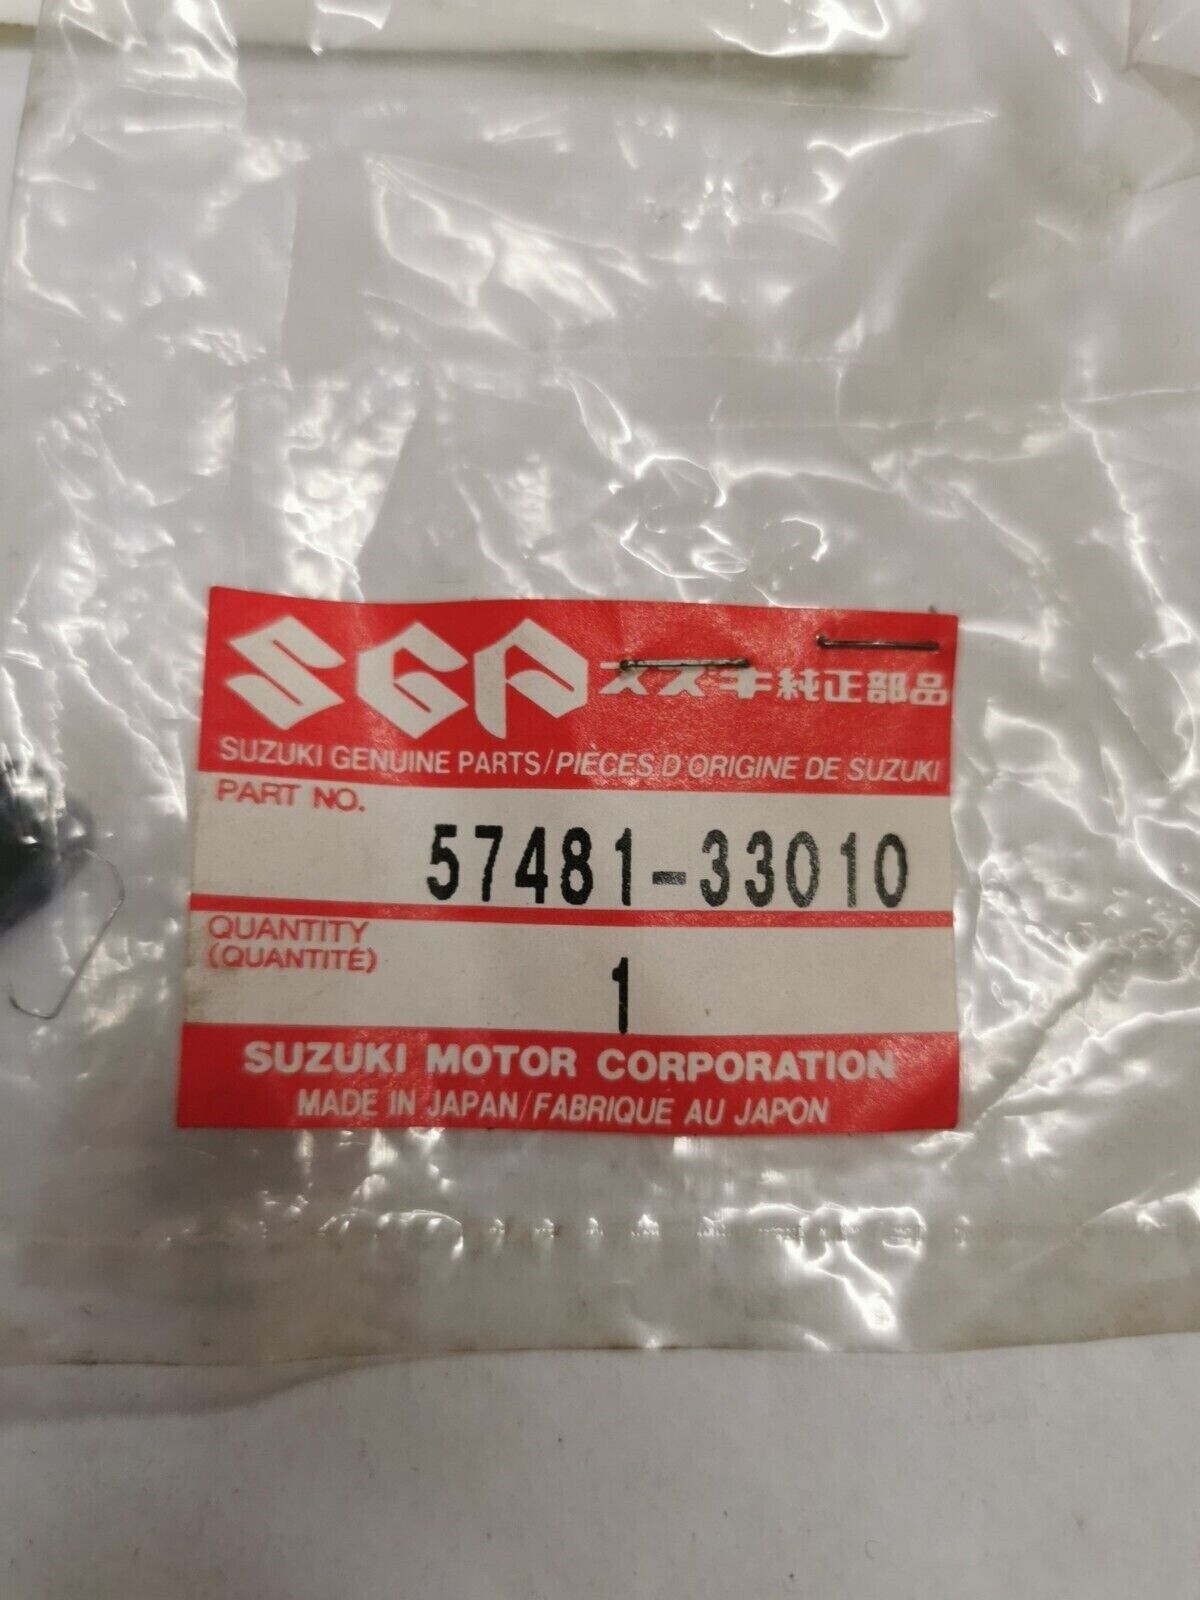 SGP スズキ純正部品
SUZUKI GENUINE PARTS/PIÈCES D'ORIGINE DE SUZUKI
PART NO.
57481-33010
QUANTITY
(QUANTITÉ)
1
SUZUKI MOTOR CORPORATION
MADE IN JAPAN/FABRIQUE AU JAPON